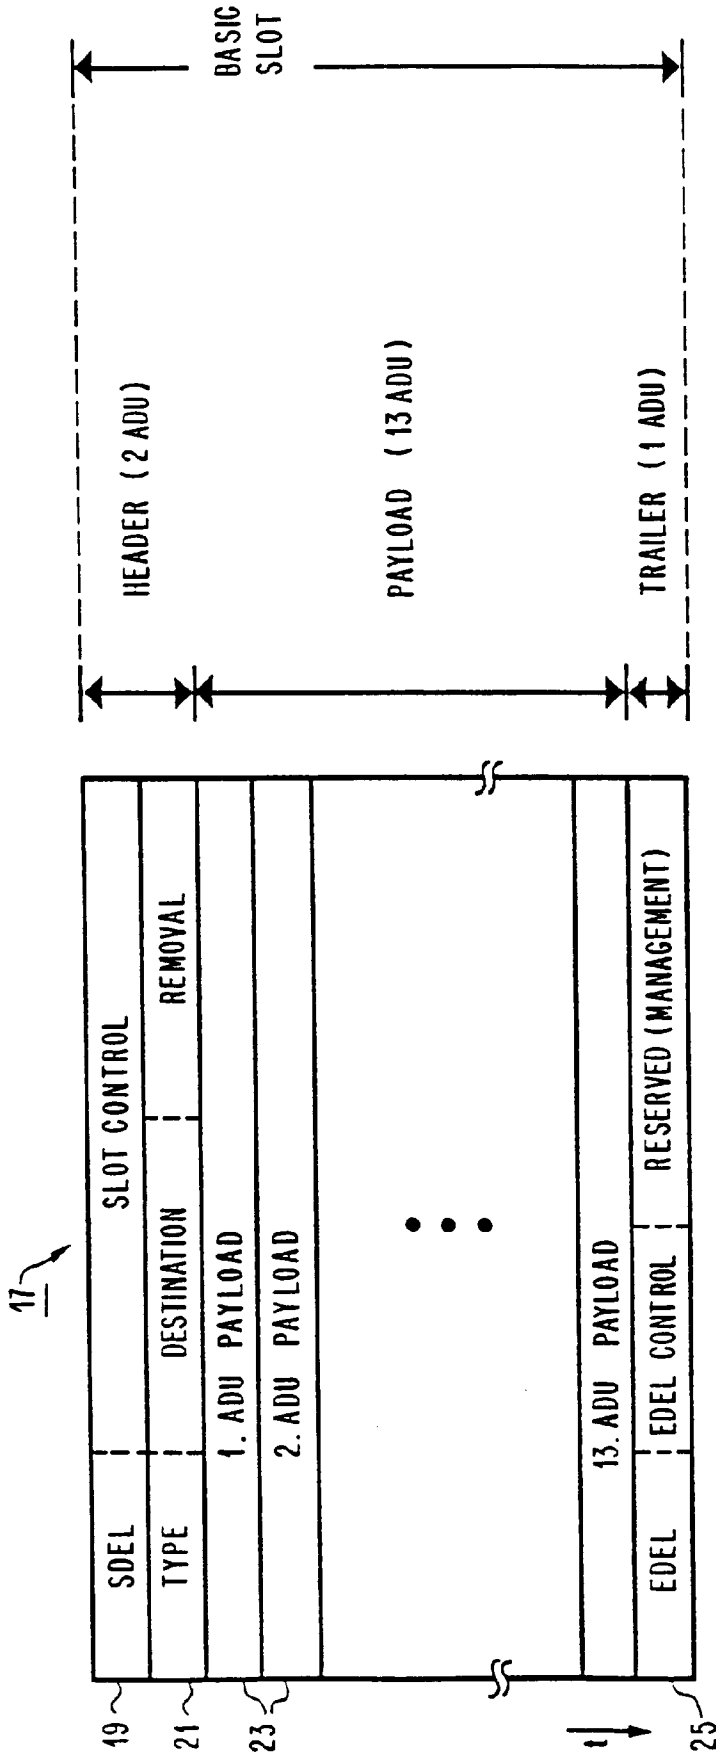 17
19 SDEL SLOT CONTROL
21 TYPE DESTINATION REMOVAL
23 1. ADU PAYLOAD
2. ADU PAYLOAD
13. ADU PAYLOAD
t
25 EDEL EDEL CONTROL RESERVED (MANAGEMENT)
HEADER (2 ADU)
PAYLOAD (13 ADU)
TRAILER (1 ADU)
BASIC
SLOT